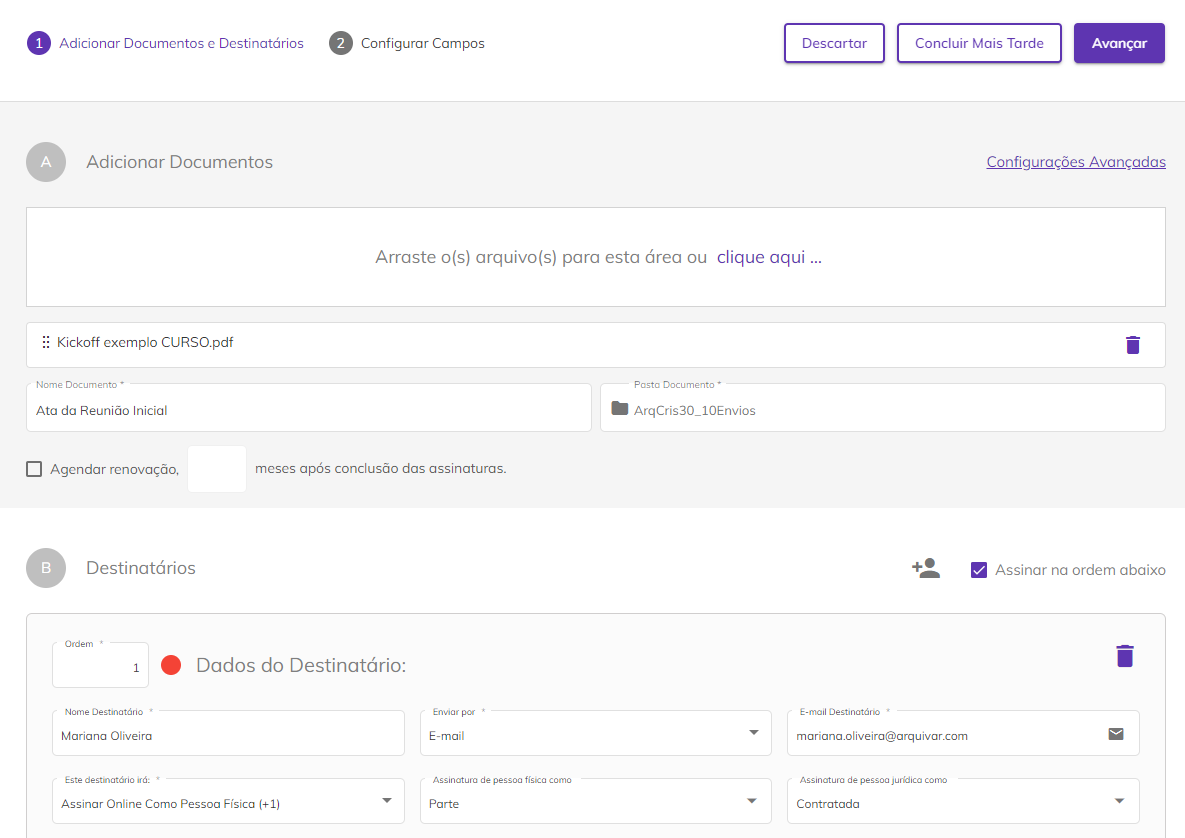 1 Adicionar Documentos e Destinatários 2 Configurar Campos Descartar Concluir Mais Tarde Avançar
A Adicionar Documentos Configurações Avançadas
Arraste o(s) arquivo(s) para esta área ou clique aqui ...
Kickoff exemplo CURSO.pdf
Nome Documento * Pasta Documento *
Ata da Reunião Inicial ArqCris30_10Envios
Agendar renovação, meses após conclusão das assinaturas.
B Destinatários Assinar na ordem abaixo
Ordem *
1 Dados do Destinatário:
Nome Destinatário * Enviar por * E-mail Destinatário *
Mariana Oliveira E-mail mariana.oliveira@arquivar.com
Este destinatário irá: * Assinatura de pessoa física como Assinatura de pessoa jurídica como
Assinar Online Como Pessoa Física (+1) Parte Contratada